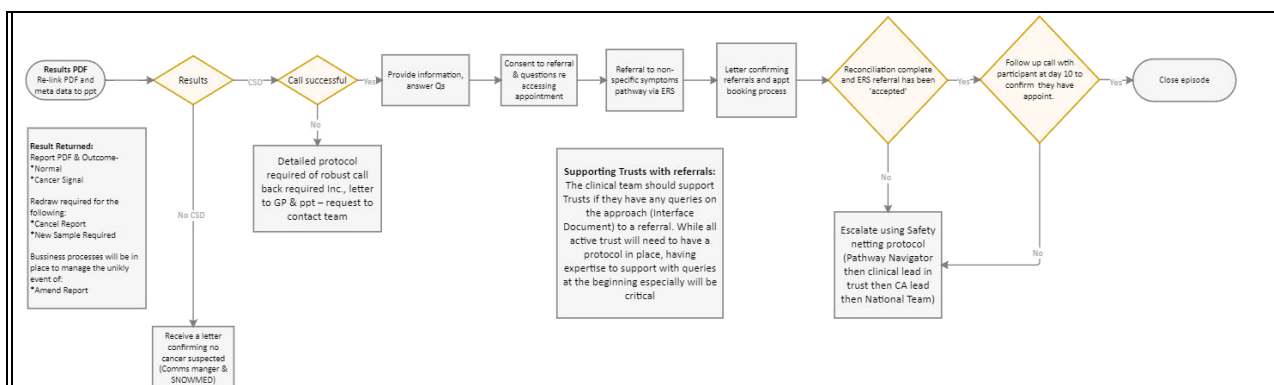 Results PDF
Re-link PDF and
meta data to ppt
Results
CSD
Call successful
Yes
Provide information,
answer Qs
Consent to referral
& questions re
accessing
appointment
Referral to non-
specific symptoms
pathway via ERS
Letter confirming
referrals and appt
booking process
Reconciliation complete
and ERS referral has been
'accepted'
Yes
Follow up call with
participant at day 10 to
confirm they have
appoint.
Yes
Close episode
No
Result Returned:
Report PDF & Outcome-
*Normal
*Cancer Signal
Redraw required for the
following:
*Cancel Report
*New Sample Required
Bussiness processes will be in
place to manage the unikly
event of:
*Amend Report
No CSD
Detailed protocol
required of robust call
back required Inc., letter
to GP & ppt – request to
contact team
Supporting Trusts with referrals:
The clinical team should support
Trusts if they have any queries on
the approach (Interface
Document) to a referral. While all
active trust will need to have a
protocol in place, having
expertise to support with queries
at the beginning especially will be
critical
No
No
Escalate using Safety
netting protocol
(Pathway Navigator
then clinical lead in
trust then CA lead
then National Team)
Receive a letter
confirming no
cancer suspected
(Comms manger &
SNOWMED)